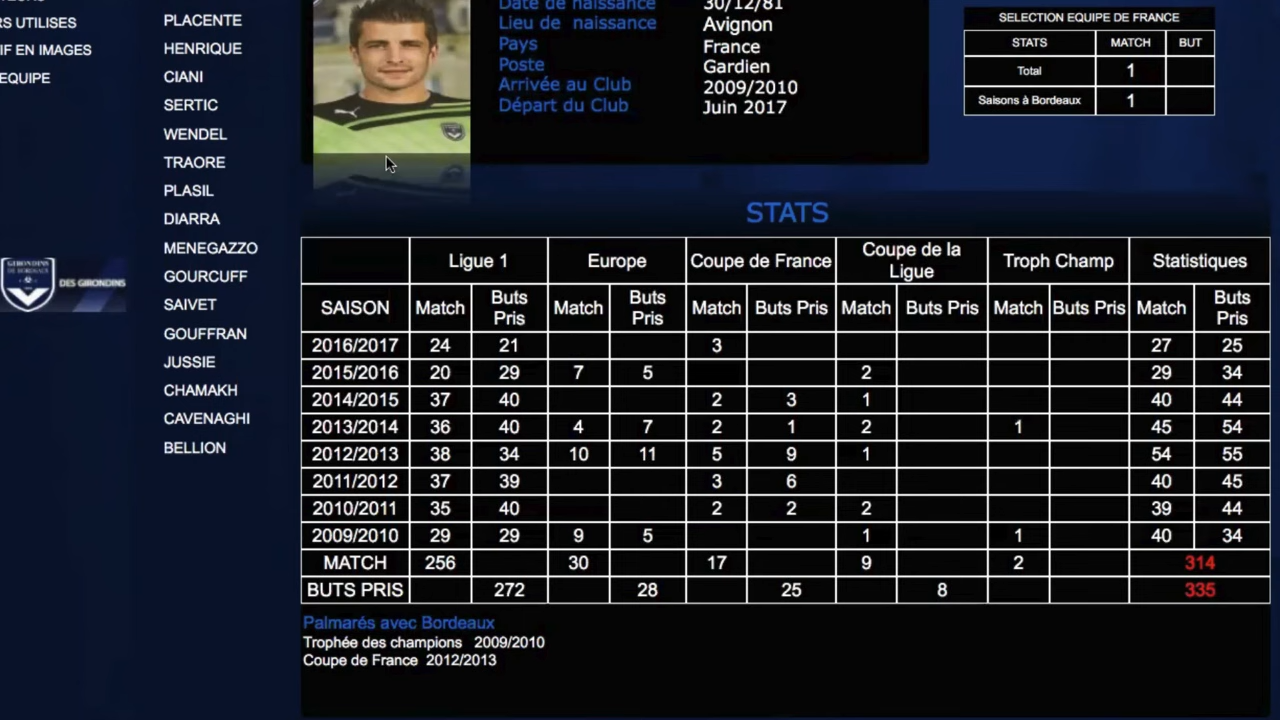 RS UTILISES
IF EN IMAGES
EQUIPE
GIRONDINS
DE BORDEAUX
DES GIRONDINS
PLACENTE
HENRIQUE
CIANI
SERTIC
WENDEL
TRAORE
PLASIL
DIARRA
MENEGAZZO
GOURCUFF
SAIVET
GOUFFRAN
JUSSIE
CHAMAKH
CAVENAGHI
BELLION
Date de naissance 30/12/81
Lieu de naissance Avignon
Pays France
Poste Gardien
Arrivée au Club 2009/2010
Départ du Club Juin 2017
SELECTION EQUIPE DE FRANCE
STATS MATCH BUT
Total 1
Saisons à Bordeaux 1
STATS
Ligue 1 Europe Coupe de France Coupe de la Ligue Troph Champ Statistiques
SAISON Match Buts Pris Match Buts Pris Match Buts Pris Match Buts Pris Match Buts Pris Match Buts Pris
2016/2017 24 21 3 27 25
2015/2016 20 29 7 5 2 29 34
2014/2015 37 40 2 3 1 40 44
2013/2014 36 40 4 7 2 1 2 1 45 54
2012/2013 38 34 10 11 5 9 1 54 55
2011/2012 37 39 3 6 40 45
2010/2011 35 40 2 2 2 39 44
2009/2010 29 29 9 5 1 1 40 34
MATCH 256 30 17 9 2 314
BUTS PRIS 272 28 25 8 335
Palmarés avec Bordeaux
Trophée des champions 2009/2010
Coupe de France 2012/2013